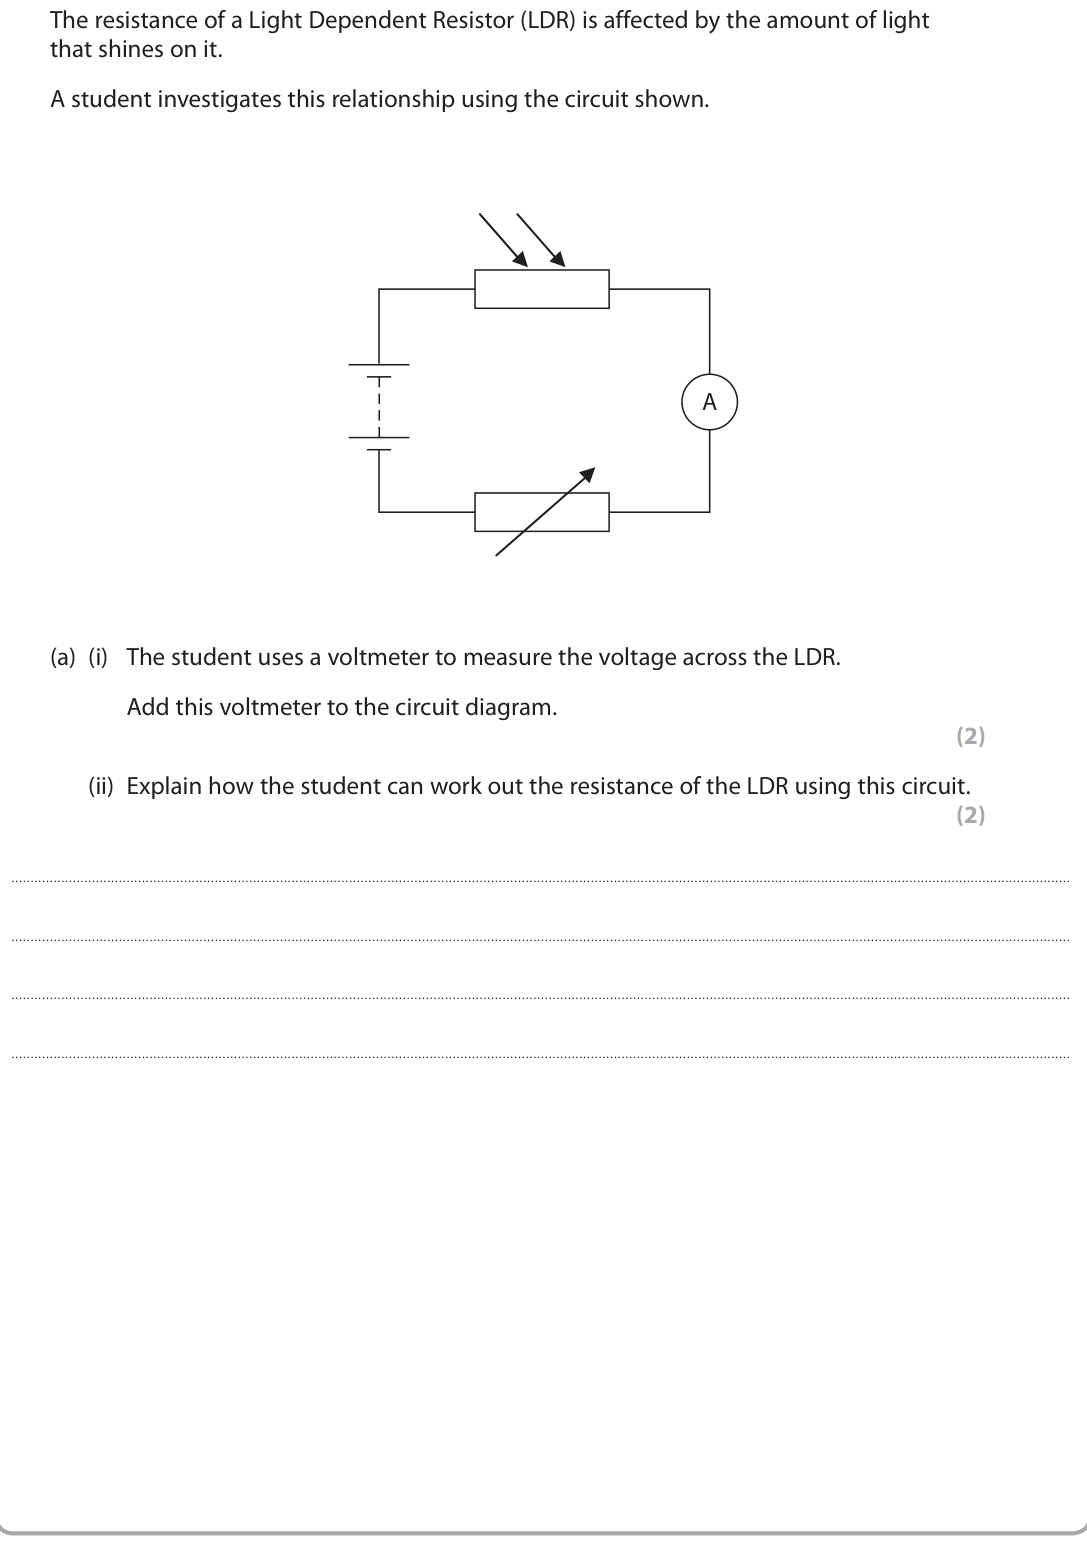 The resistance of a Light Dependent Resistor (LDR) is affected by the amount of light
that shines on it.
A student investigates this relationship using the circuit shown.
A
(a) (i) The student uses a voltmeter to measure the voltage across the LDR.
Add this voltmeter to the circuit diagram.
(2)
(ii) Explain how the student can work out the resistance of the LDR using this circuit.
(2)